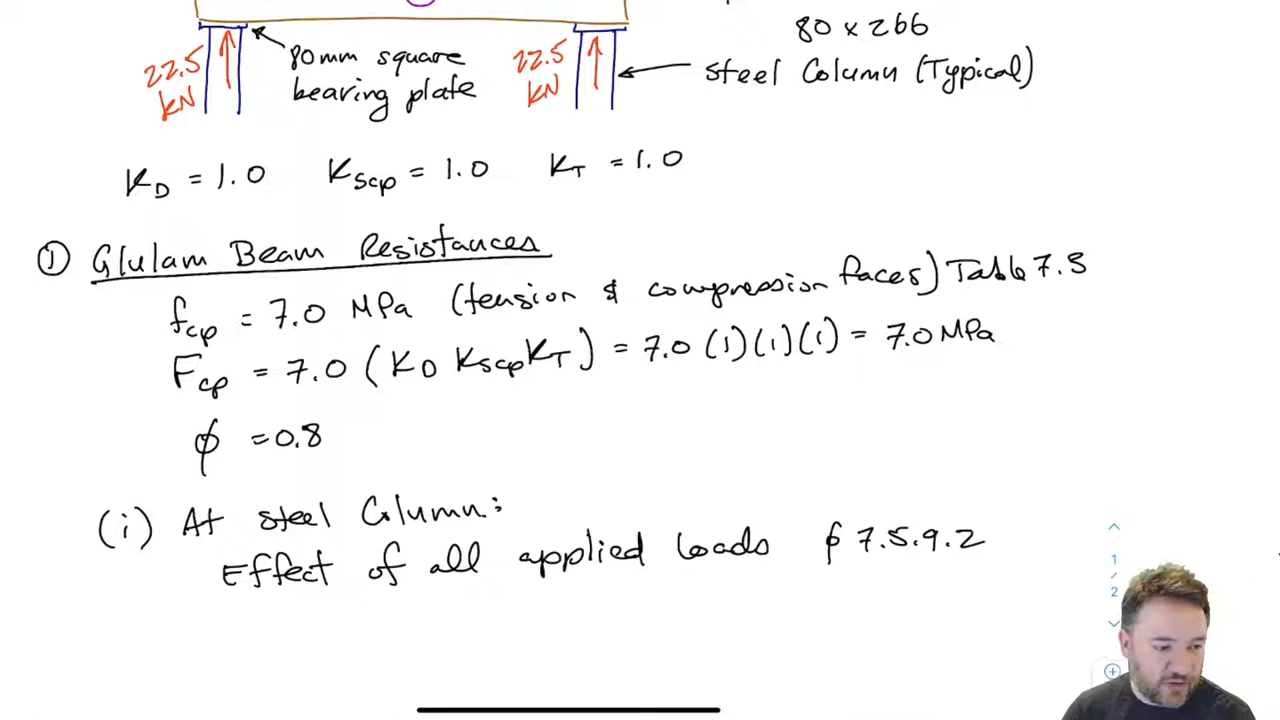 80 x 266
22.5
kN
80mm square
bearing plate
22.5
kN
steel Column (Typical)
K_D = 1.0 K_Scp = 1.0 K_T = 1.0
① Glulam Beam Resistances
f_cp = 7.0 MPa (tension & compression faces) Table 7.3
F_cp = 7.0 (K_D K_Scp K_T) = 7.0 (1)(1)(1) = 7.0 MPa
φ = 0.8
(i) At steel Column:
Effect of all applied loads § 7.5.9.2
1
/
2